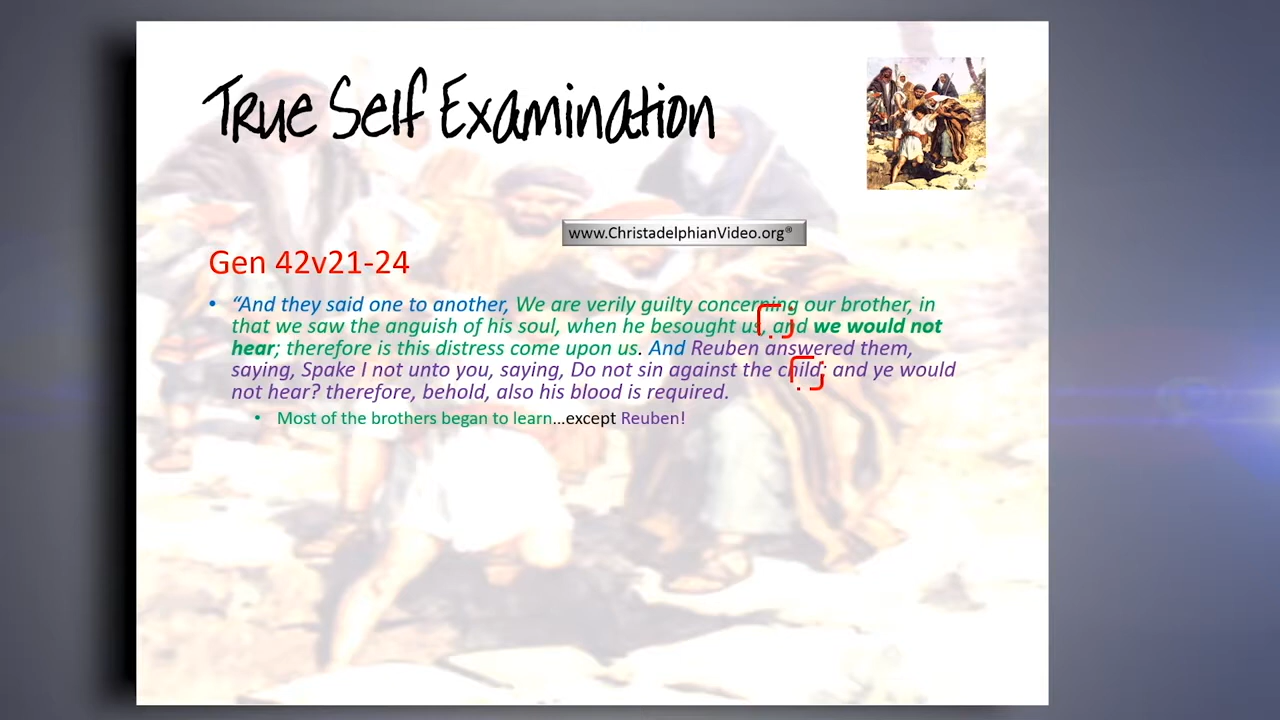 True Self Examination
www.ChristadelphianVideo.org®
Gen 42v21-24
• “And they said one to another, We are verily guilty concerning our brother, in
that we saw the anguish of his soul, when he besought us, and we would not
hear; therefore is this distress come upon us. And Reuben answered them,
saying, Spake I not unto you, saying, Do not sin against the child; and ye would
not hear? therefore, behold, also his blood is required.
• Most of the brothers began to learn...except Reuben!